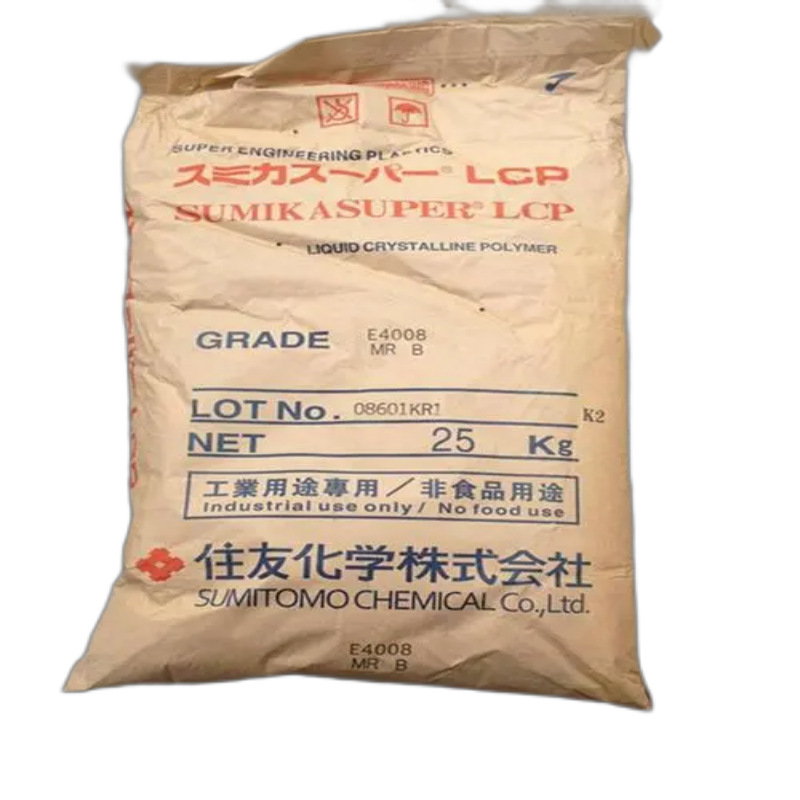 SUPER ENGINEERING PLASTICS
スミカスーパー® LCP
SUMIKASUPER® LCP
LIQUID CRYSTALLINE POLYMER
GRADE E4008
MR B
LOT No. 08601KR1 K2
NET 25 Kg
工業用途專用／非食品用途
Industrial use only / No food use
住友化学株式会社
SUMITOMO CHEMICAL Co.,Ltd.
E4008
MR B